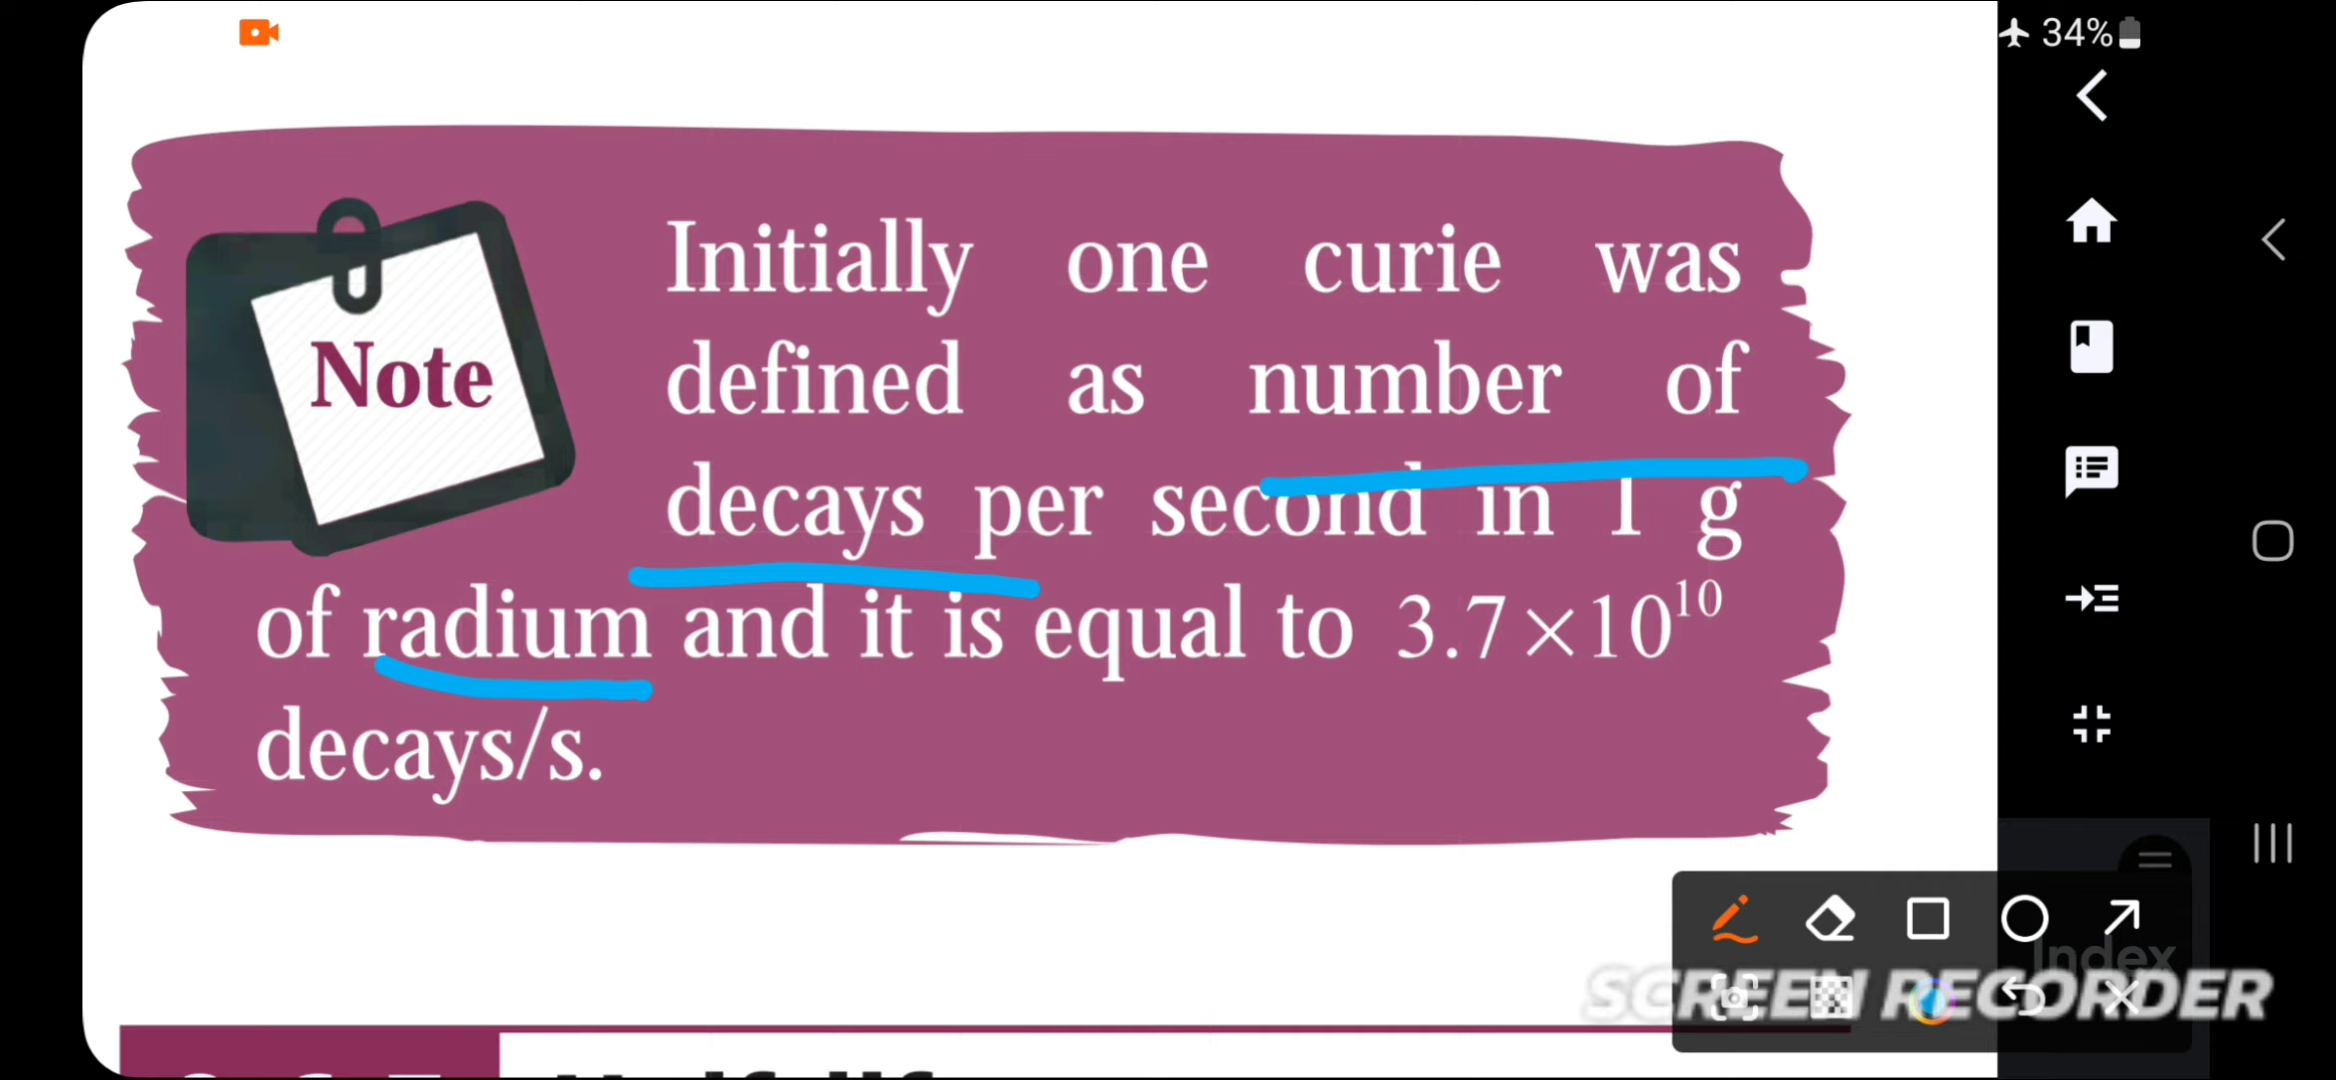 34%
Note
Initially one curie was
defined as number of
decays per second in 1 g
of radium and it is equal to 3.7×10¹⁰
decays/s.
Index
SCREEN RECORDER